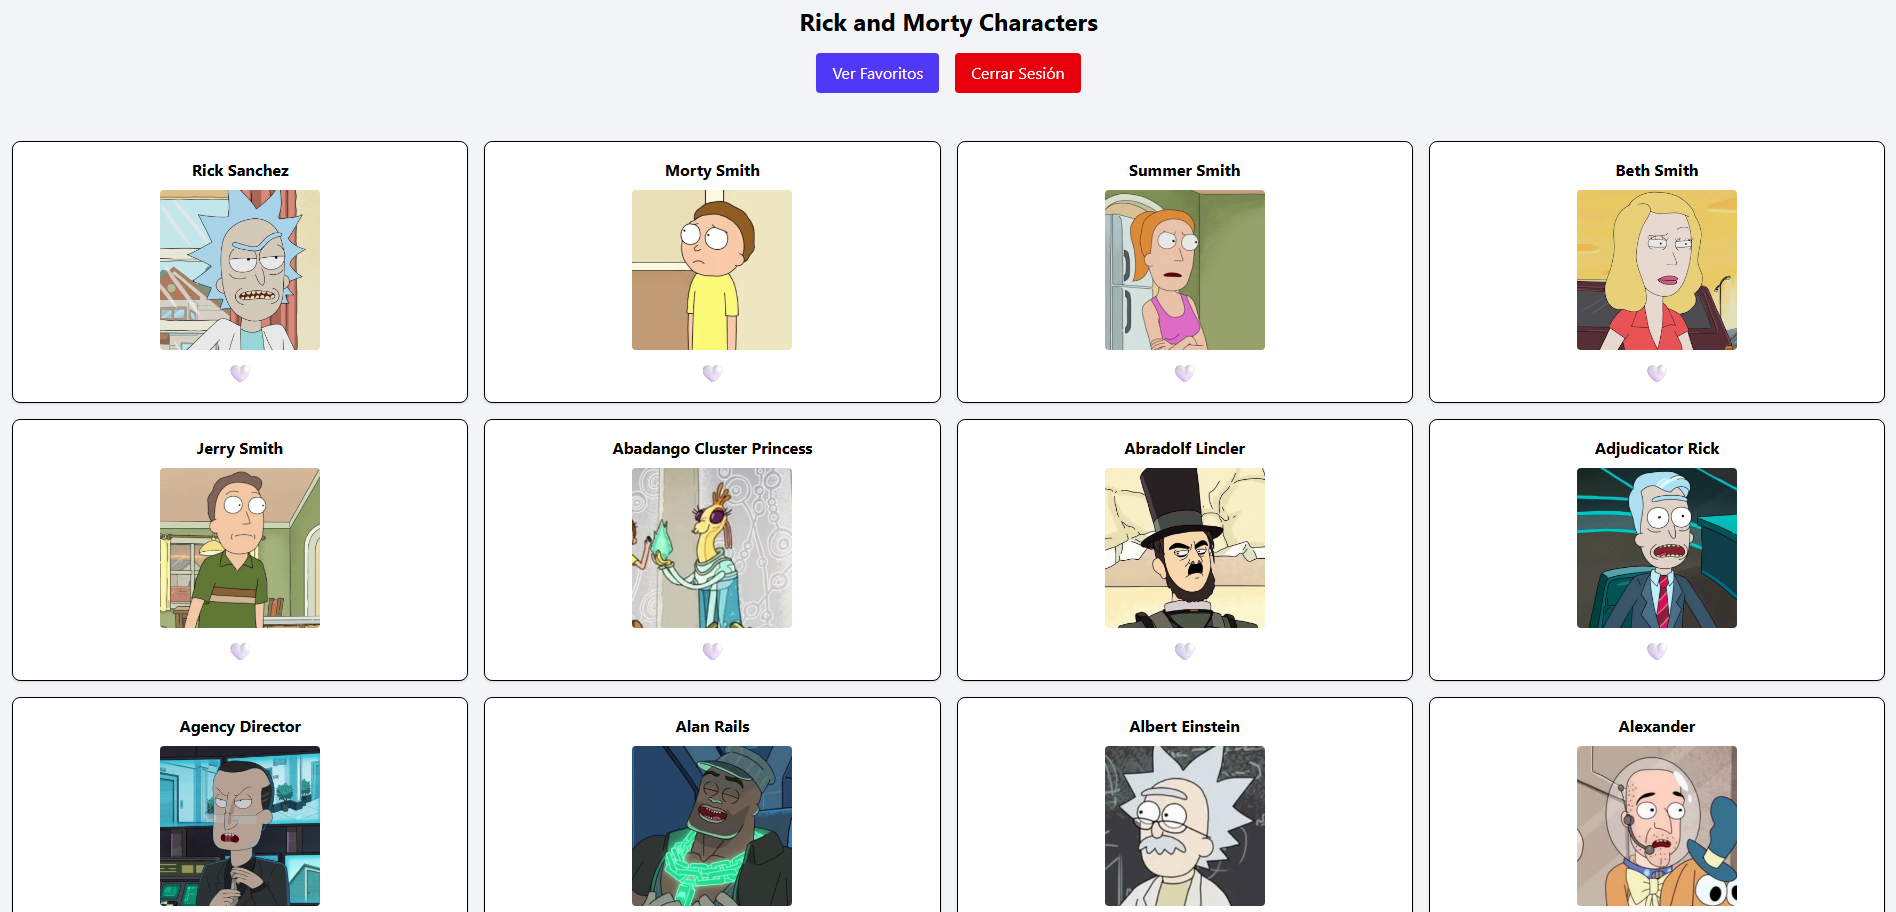 Rick and Morty Characters
Ver Favoritos
Cerrar Sesión
Rick Sanchez
Morty Smith
Summer Smith
Beth Smith
Jerry Smith
Abadango Cluster Princess
Abradolf Lincler
Adjudicator Rick
Agency Director
Alan Rails
Albert Einstein
Alexander